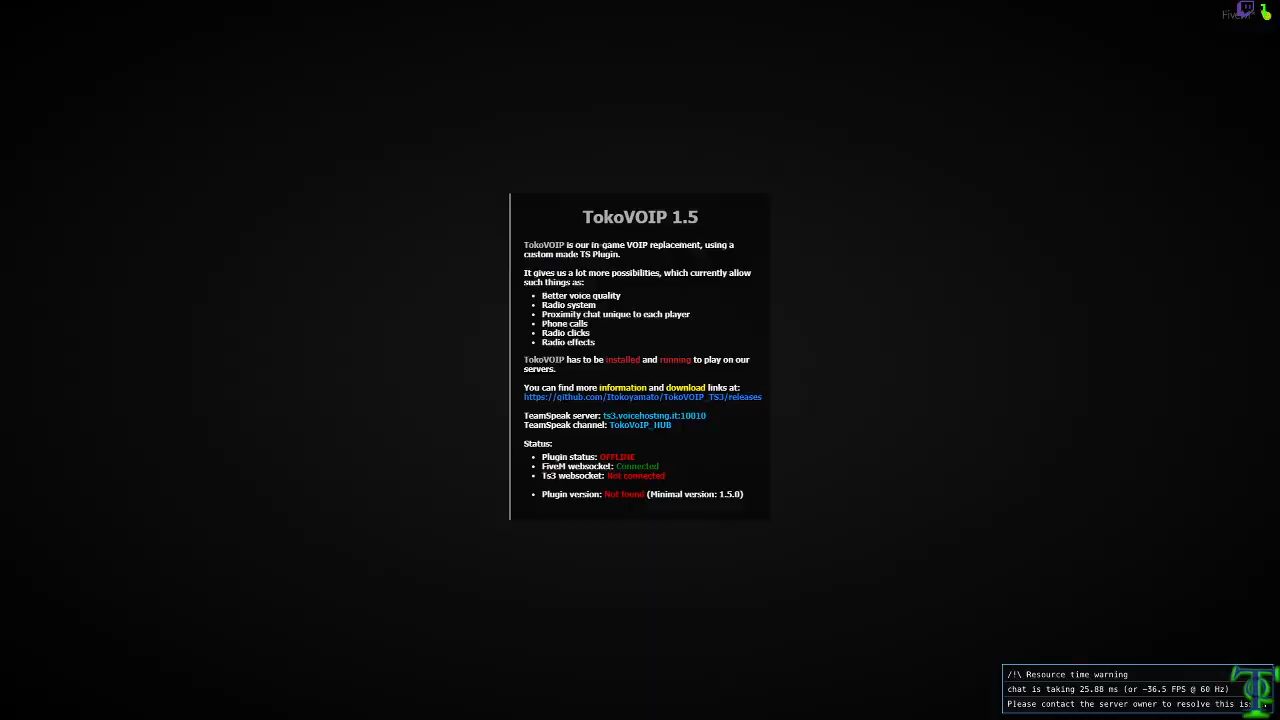 FiveM
TokoVOIP 1.5
TokoVOIP is our in-game VOIP replacement, using a
custom made TS Plugin.
It gives us a lot more possibilities, which currently allow
such things as:
• Better voice quality
• Radio system
• Proximity chat unique to each player
• Phone calls
• Radio clicks
• Radio effects
TokoVOIP has to be installed and running to play on our
servers.
You can find more information and download links at:
https://github.com/Itokoyamato/TokoVOIP_TS3/releases
TeamSpeak server: ts3.voicehosting.it:10010
TeamSpeak channel: TokoVoIP_HUB
Status:
• Plugin status: OFFLINE
• FiveM websocket: Connected
• Ts3 websocket: Not connected
• Plugin version: Not found (Minimal version: 1.5.0)
/!\ Resource time warning
chat is taking 25.88 ms (or -36.5 FPS @ 60 Hz)
Please contact the server owner to resolve this